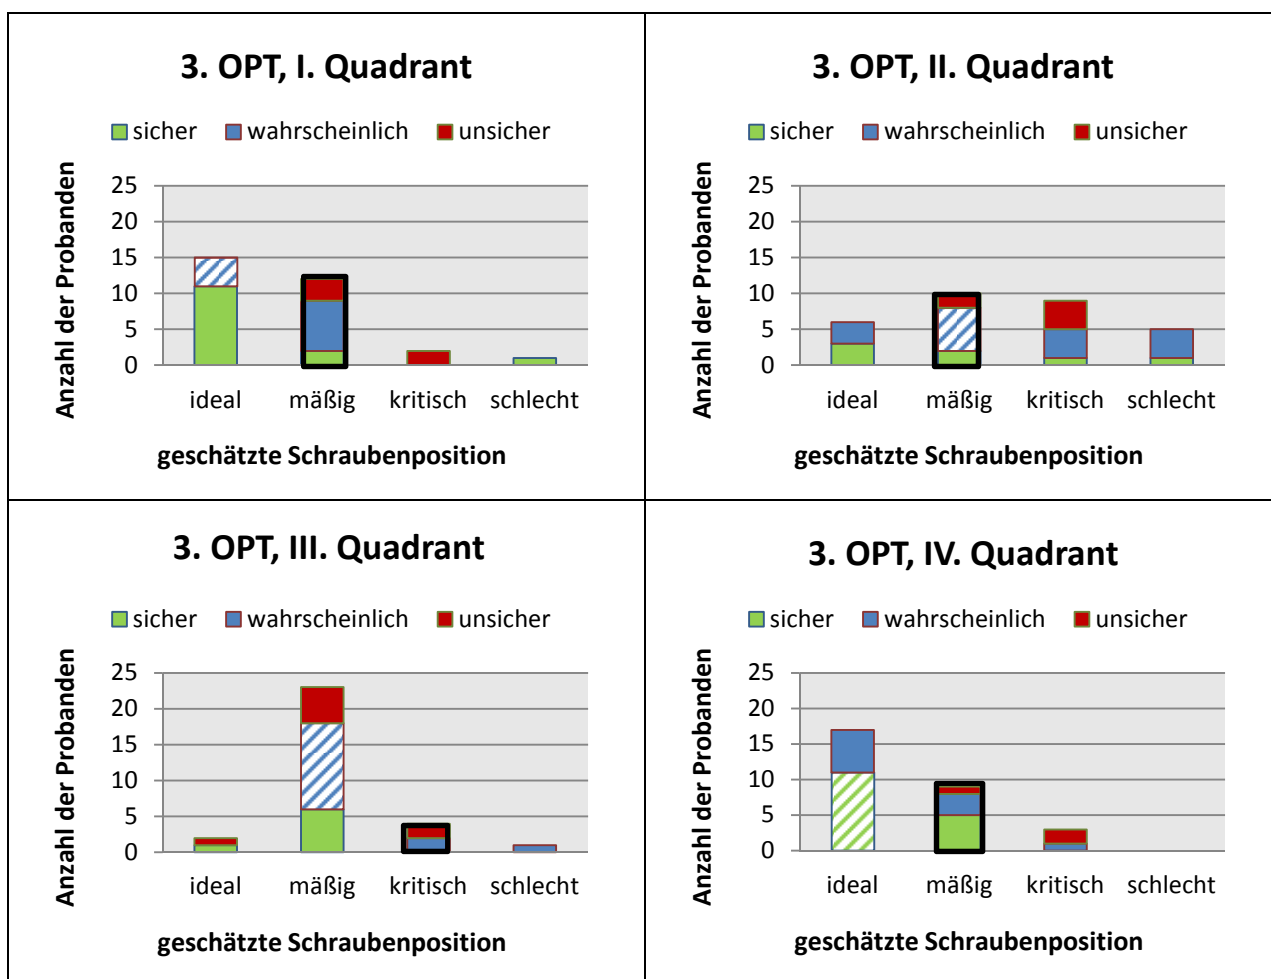 3. OPT, I. Quadrant
sicher wahrscheinlich unsicher
Anzahl der Probanden
25
20
15
10
5
0
ideal mäßig kritisch schlecht
geschätzte Schraubenposition
3. OPT, II. Quadrant
sicher wahrscheinlich unsicher
Anzahl der Probanden
25
20
15
10
5
0
ideal mäßig kritisch schlecht
geschätzte Schraubenposition
3. OPT, III. Quadrant
sicher wahrscheinlich unsicher
Anzahl der Probanden
25
20
15
10
5
0
ideal mäßig kritisch schlecht
geschätzte Schraubenposition
3. OPT, IV. Quadrant
sicher wahrscheinlich unsicher
Anzahl der Probanden
25
20
15
10
5
0
ideal mäßig kritisch schlecht
geschätzte Schraubenposition